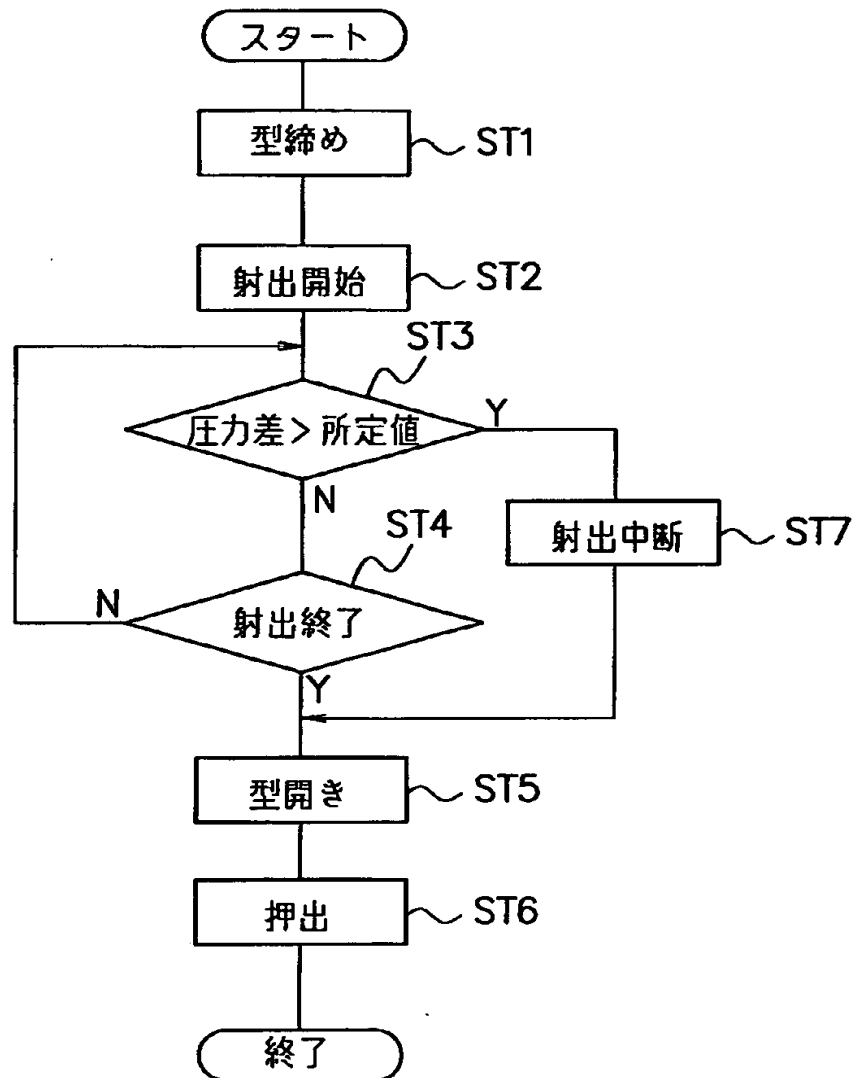 スタート
型締め
ST1
射出開始
ST2
ST3
圧力差>所定値
Y
N
ST4
射出中断
ST7
N
射出終了
Y
型開き
ST5
押出
ST6
終了